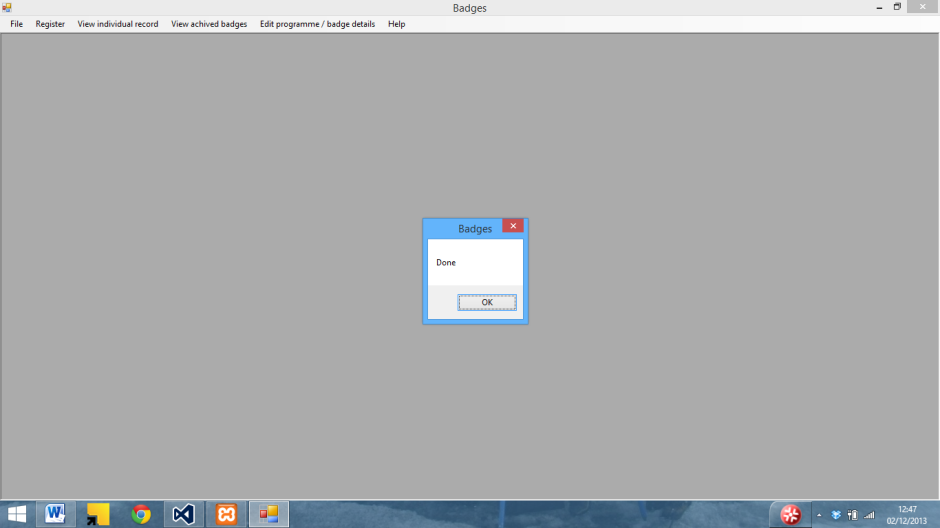 Badges
File Register View individual record View achived badges Edit programme / badge details Help
Badges
Done
OK
12:47
02/12/2013